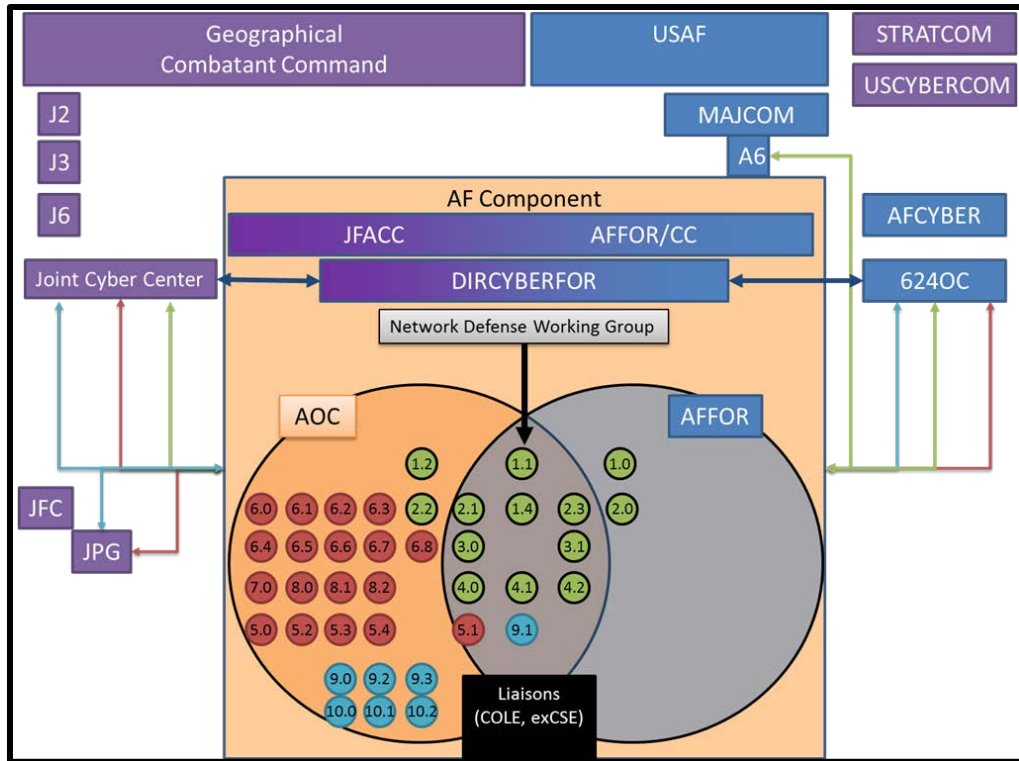 Geographical
Combatant Command
USAF
STRATCOM
USCYBERCOM
J2
MAJCOM
J3
A6
J6
AF Component
AFCYBER
JFACC AFFOR/CC
Joint Cyber Center
DIRCYBERFOR
624OC
Network Defense Working Group
AOC
AFFOR
1.2 1.1 1.0
6.0 6.1 6.2 6.3 2.2 2.1 1.4 2.3 2.0
JFC
JPG
6.4 6.5 6.6 6.7 6.8 3.0 3.1
7.0 8.0 8.1 8.2 4.0 4.1 4.2
5.0 5.2 5.3 5.4 5.1 9.1
9.0 9.2 9.3
10.0 10.1 10.2
Liaisons
(COLE, exCSE)